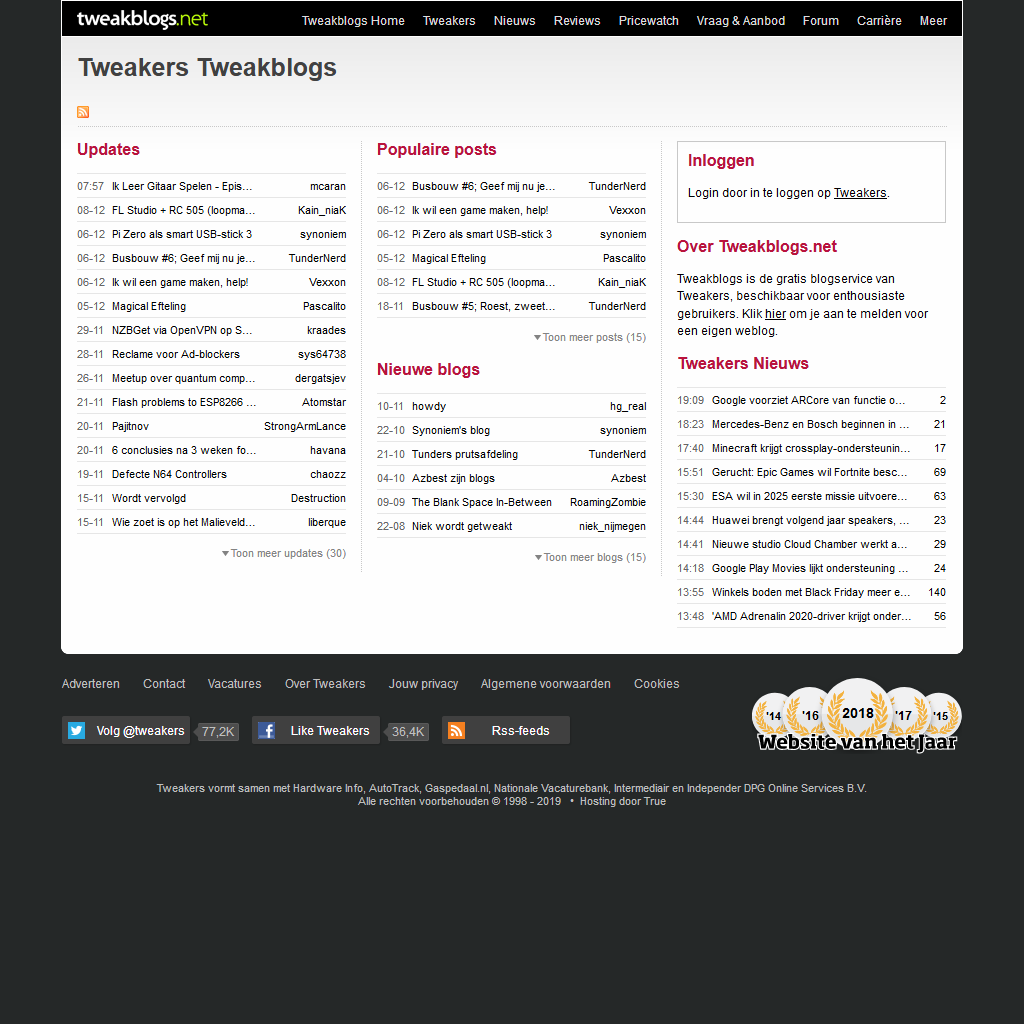 tweakblogs.net
Tweakblogs Home Tweakers Nieuws Reviews Pricewatch Vraag & Aanbod Forum Carrière Meer
Tweakers Tweakblogs
Updates
07:57 Ik Leer Gitaar Spelen - Epis... mcaran
08-12 FL Studio + RC 505 (loopma... Kain_niaK
06-12 Pi Zero als smart USB-stick 3 synoniem
06-12 Busbouw #6; Geef mij nu je... TunderNerd
06-12 Ik wil een game maken, help! Vexxon
05-12 Magical Efteling Pascalito
29-11 NZBGet via OpenVPN op S... kraades
28-11 Reclame voor Ad-blockers sys64738
26-11 Meetup over quantum comp... dergatsjev
21-11 Flash problems to ESP8266 ... Atomstar
20-11 Pajitnov StrongArmLance
20-11 6 conclusies na 3 weken fo... havana
19-11 Defecte N64 Controllers chaozz
15-11 Wordt vervolgd Destruction
15-11 Wie zoet is op het Malieveld... liberque
Toon meer updates (30)
Populaire posts
06-12 Busbouw #6; Geef mij nu je... TunderNerd
06-12 Ik wil een game maken, help! Vexxon
06-12 Pi Zero als smart USB-stick 3 synoniem
05-12 Magical Efteling Pascalito
08-12 FL Studio + RC 505 (loopma... Kain_niaK
18-11 Busbouw #5; Roest, zweet... TunderNerd
Toon meer posts (15)
Nieuwe blogs
10-11 howdy hg_real
22-10 Synoniem's blog synoniem
21-10 Tunders prutsafdeling TunderNerd
04-10 Azbest zijn blogs Azbest
09-09 The Blank Space In-Between RoamingZombie
22-08 Niek wordt getweakt niek_nijmegen
Toon meer blogs (15)
Inloggen
Login door in te loggen op Tweakers.
Over Tweakblogs.net
Tweakblogs is de gratis blogservice van
Tweakers, beschikbaar voor enthousiaste
gebruikers. Klik hier om je aan te melden voor
een eigen weblog.
Tweakers Nieuws
19:09 Google voorziet ARCore van functie o... 2
18:23 Mercedes-Benz en Bosch beginnen in ... 21
17:40 Minecraft krijgt crossplay-ondersteunin... 17
15:51 Gerucht: Epic Games wil Fortnite besc... 69
15:30 ESA wil in 2025 eerste missie uitvoere... 63
14:44 Huawei brengt volgend jaar speakers, ... 23
14:41 Nieuwe studio Cloud Chamber werkt a... 29
14:18 Google Play Movies lijkt ondersteuning ... 24
13:55 Winkels boden met Black Friday meer e... 140
13:48 'AMD Adrenalin 2020-driver krijgt onder... 56
Adverteren Contact Vacatures Over Tweakers Jouw privacy Algemene voorwaarden Cookies
Volg @tweakers 77,2K Like Tweakers 36,4K Rss-feeds
'14 '16 2018 '17 '15
Website van het Jaar
Tweakers vormt samen met Hardware Info, AutoTrack, Gaspedaal.nl, Nationale Vacaturebank, Intermediair en Independer DPG Online Services B.V.
Alle rechten voorbehouden © 1998 - 2019 • Hosting door True